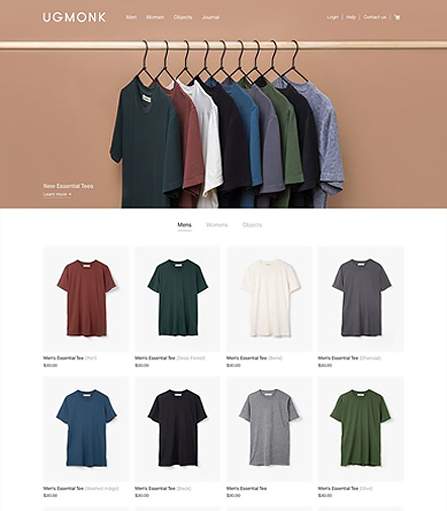 UGMONK
Men Women Objects Journal
Login | Help | Contact us |
New Essential Tees
Learn more
Mens Womens Objects
Men's Essential Tee (Port)
$30.00
Men's Essential Tee (Deep Forest)
$30.00
Men's Essential Tee (Bone)
$30.00
Men's Essential Tee (Charcoal)
$30.00
Men's Essential Tee (Washed Indigo)
$30.00
Men's Essential Tee (Black)
$30.00
Men's Essential Tee
$30.00
Men's Essential Tee (Olive)
$30.00